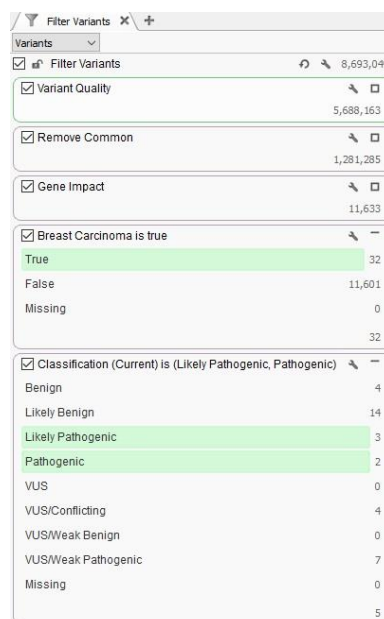 Filter Variants
Variants
Filter Variants 8,693,04
Variant Quality
5,688,163
Remove Common
1,281,285
Gene Impact
11,633
Breast Carcinoma is true
True 32
False 11,601
Missing 0
32
Classification (Current) is (Likely Pathogenic, Pathogenic)
Benign 4
Likely Benign 14
Likely Pathogenic 3
Pathogenic 2
VUS 0
VUS/Conflicting 4
VUS/Weak Benign 0
VUS/Weak Pathogenic 7
Missing 0
5